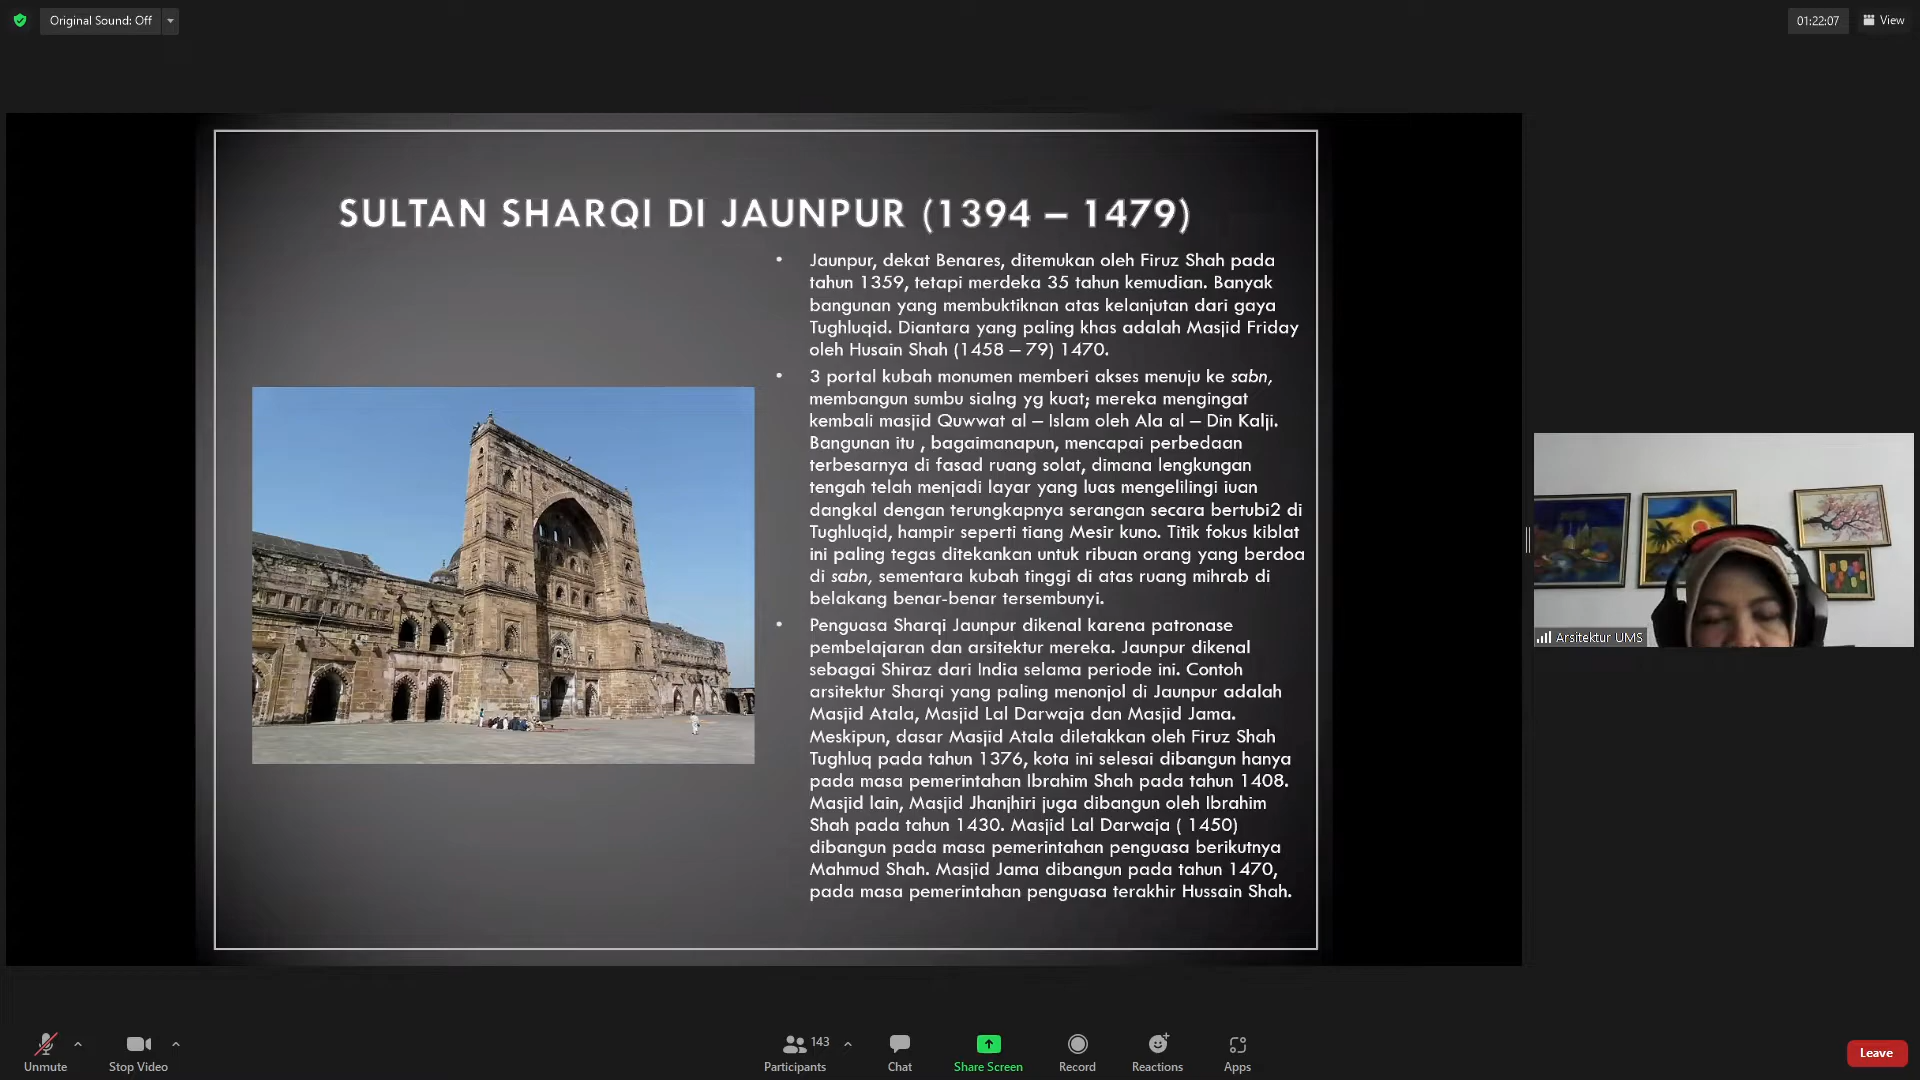 Original Sound: Off
01:22:07
View
SULTAN SHARQI DI JAUNPUR (1394 – 1479)
• Jaunpur, dekat Benares, ditemukan oleh Firuz Shah pada
tahun 1359, tetapi merdeka 35 tahun kemudian. Banyak
bangunan yang membuktiknan atas kelanjutan dari gaya
Tughluqid. Diantara yang paling khas adalah Masjid Friday
oleh Husain Shah (1458 – 79) 1470.
• 3 portal kubah monumen memberi akses menuju ke sabn,
membangun sumbu sialng yg kuat; mereka mengingat
kembali masjid Quwwat al – Islam oleh Ala al – Din Kalji.
Bangunan itu , bagaimanapun, mencapai perbedaan
terbesarnya di fasad ruang solat, dimana lengkungan
tengah telah menjadi layar yang luas mengelilingi iuan
dangkal dengan terungkapnya serangan secara bertubi2 di
Tughluqid, hampir seperti tiang Mesir kuno. Titik fokus kiblat
ini paling tegas ditekankan untuk ribuan orang yang berdoa
di sabn, sementara kubah tinggi di atas ruang mihrab di
belakang benar-benar tersembunyi.
• Penguasa Sharqi Jaunpur dikenal karena patronase
pembelajaran dan arsitektur mereka. Jaunpur dikenal
sebagai Shiraz dari India selama periode ini. Contoh
arsitektur Sharqi yang paling menonjol di Jaunpur adalah
Masjid Atala, Masjid Lal Darwaja dan Masjid Jama.
Meskipun, dasar Masjid Atala diletakkan oleh Firuz Shah
Tughluq pada tahun 1376, kota ini selesai dibangun hanya
pada masa pemerintahan Ibrahim Shah pada tahun 1408.
Masjid lain, Masjid Jhanjhiri juga dibangun oleh Ibrahim
Shah pada tahun 1430. Masjid Lal Darwaja ( 1450)
dibangun pada masa pemerintahan penguasa berikutnya
Mahmud Shah. Masjid Jama dibangun pada tahun 1470,
pada masa pemerintahan penguasa terakhir Hussain Shah.
Arsitektur UMS
Unmute
Stop Video
143
Participants
Chat
Share Screen
Record
Reactions
Apps
Leave